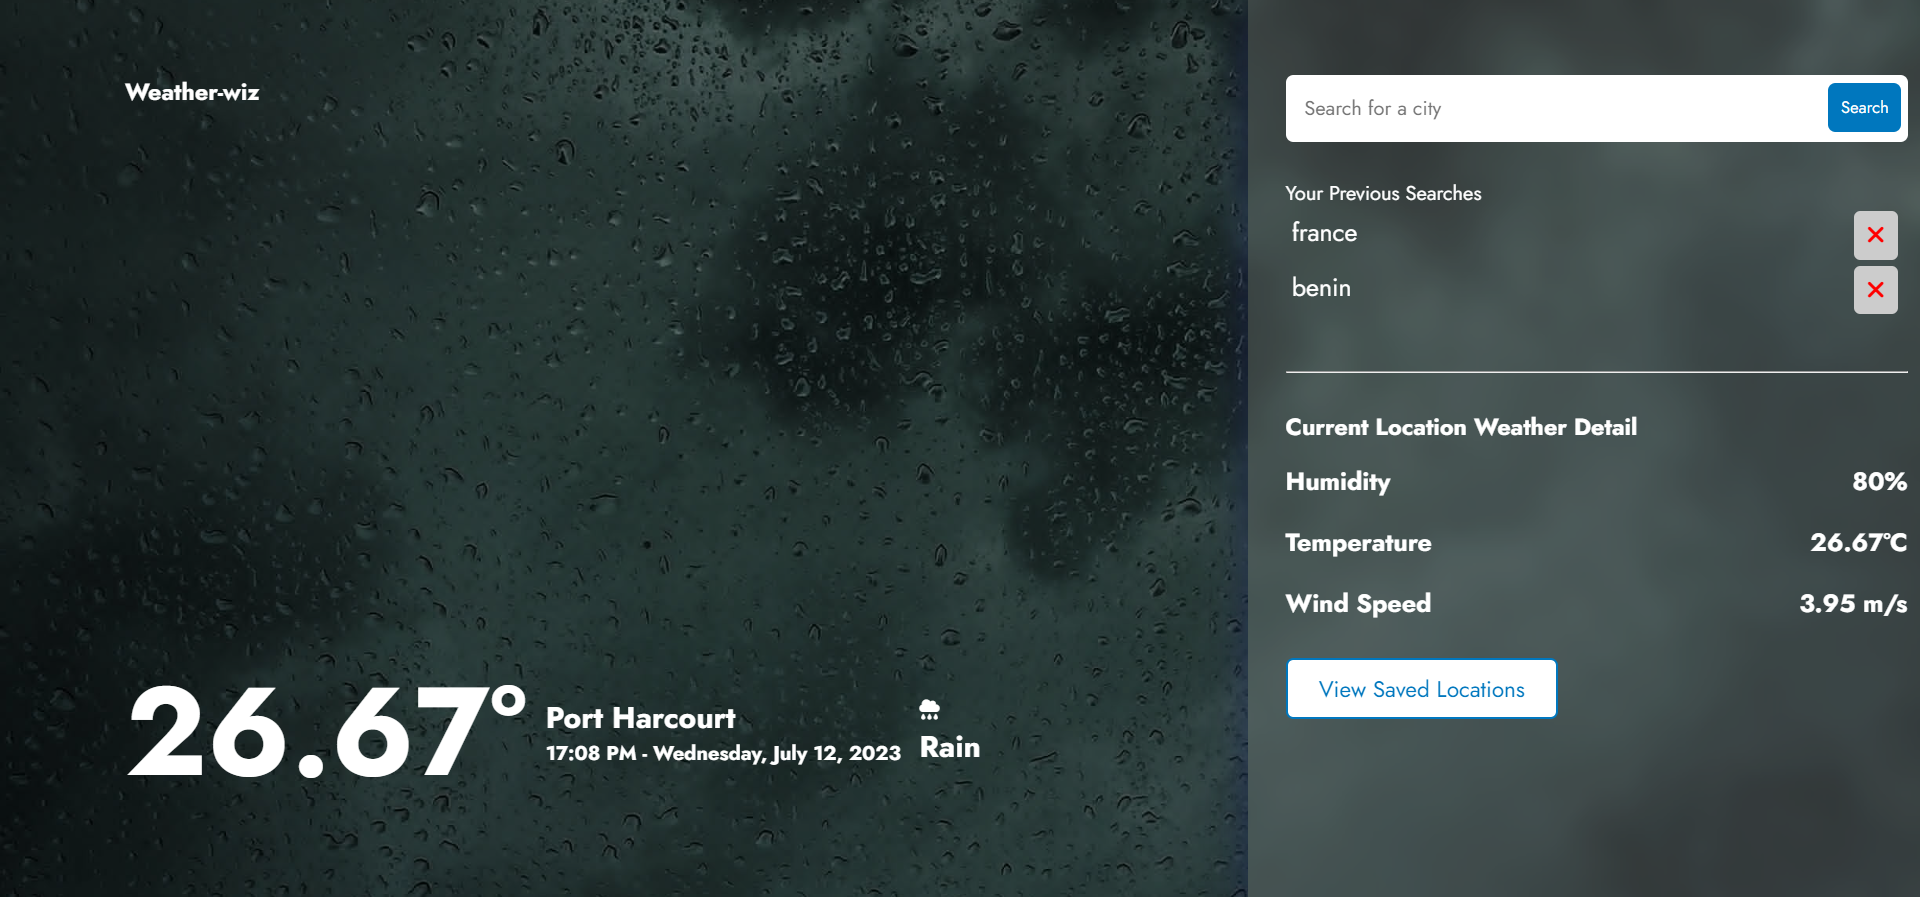 Weather-wiz
26.67°
Port Harcourt
17:08 PM - Wednesday, July 12, 2023
Rain
Search for a city
Search
Your Previous Searches
france
benin
Current Location Weather Detail
Humidity 80%
Temperature 26.67°C
Wind Speed 3.95 m/s
View Saved Locations